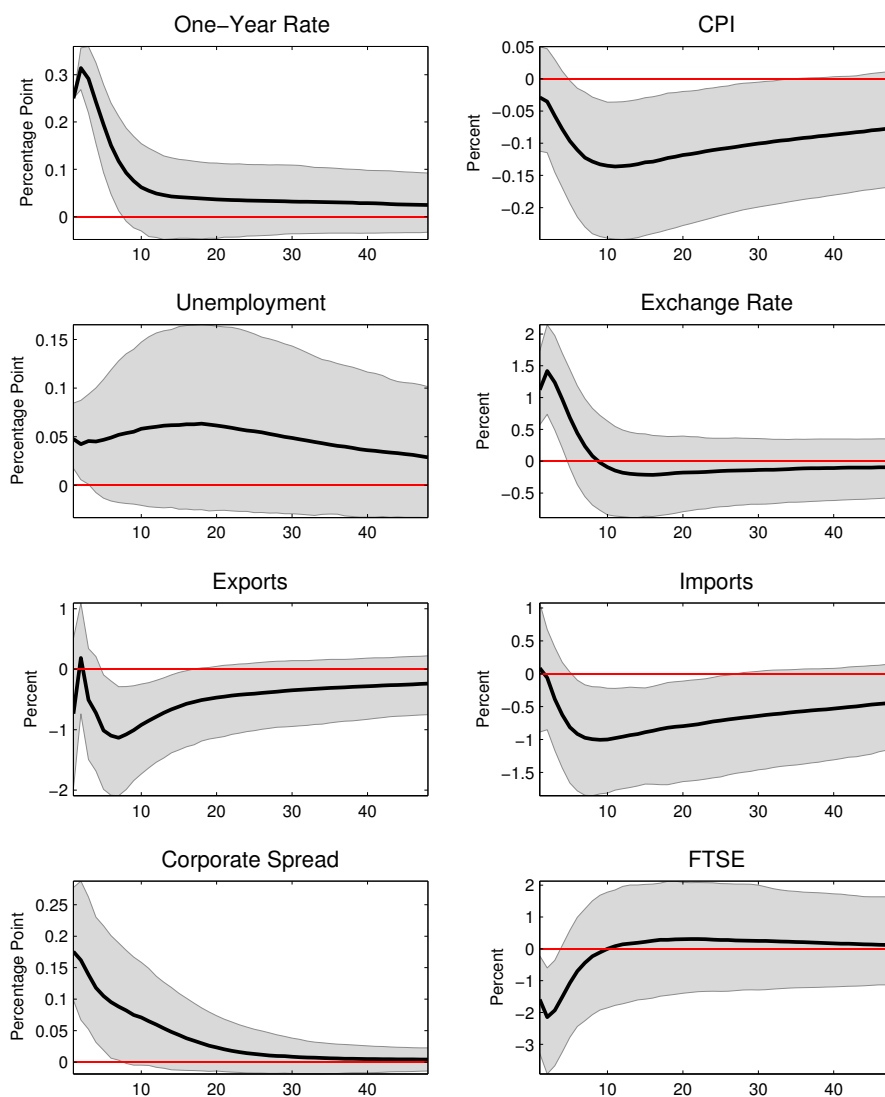 One−Year Rate
Percentage Point
0.3
0.2
0.1
0
10 20 30 40
CPI
Percent
0.05
0
−0.05
−0.1
−0.15
−0.2
10 20 30 40
Unemployment
Percentage Point
0.15
0.1
0.05
0
10 20 30 40
Exchange Rate
Percent
2
1.5
1
0.5
0
−0.5
10 20 30 40
Exports
Percent
1
0
−1
−2
10 20 30 40
Imports
Percent
1
0.5
0
−0.5
−1
−1.5
10 20 30 40
Corporate Spread
Percentage Point
0.25
0.2
0.15
0.1
0.05
0
10 20 30 40
FTSE
Percent
2
1
0
−1
−2
−3
10 20 30 40